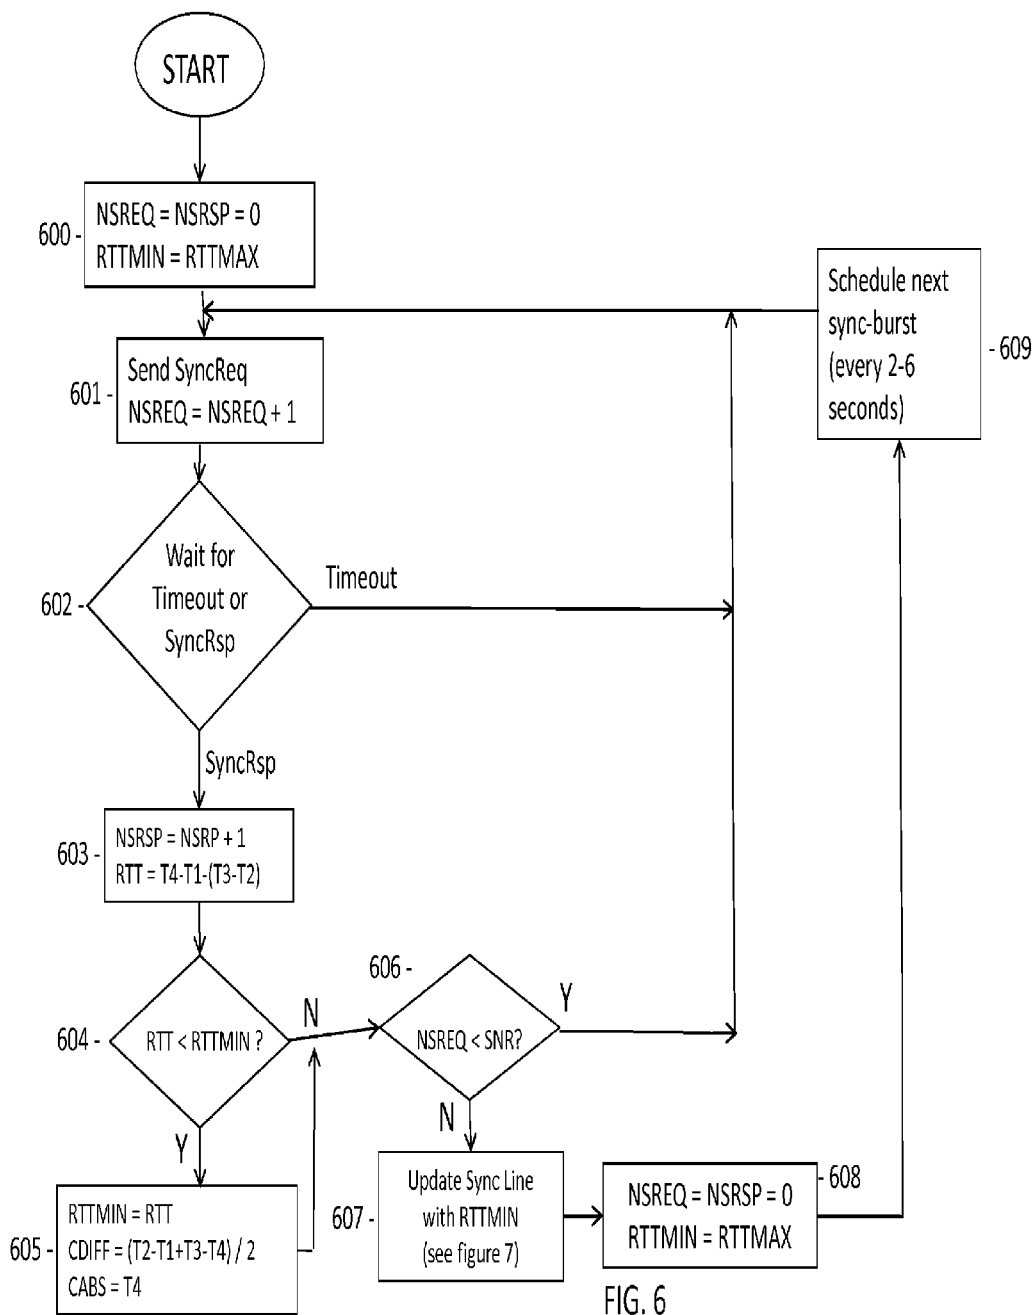 START
600 -
NSREQ = NSRSP = 0
RTTMIN = RTTMAX
Schedule next
sync-burst
(every 2-6
seconds)
- 609
601 -
Send SyncReq
NSREQ = NSREQ + 1
602 -
Wait for
Timeout or
SyncRsp
Timeout
SyncRsp
603 -
NSRSP = NSRP + 1
RTT = T4-T1-(T3-T2)
604 -
RTT < RTTMIN ?
N
Y
606 -
NSREQ < SNR?
Y
N
605 -
RTTMIN = RTT
CDIFF = (T2-T1+T3-T4) / 2
CABS = T4
607 -
Update Sync Line
with RTTMIN
(see figure 7)
- 608
NSREQ = NSRSP = 0
RTTMIN = RTTMAX
FIG. 6